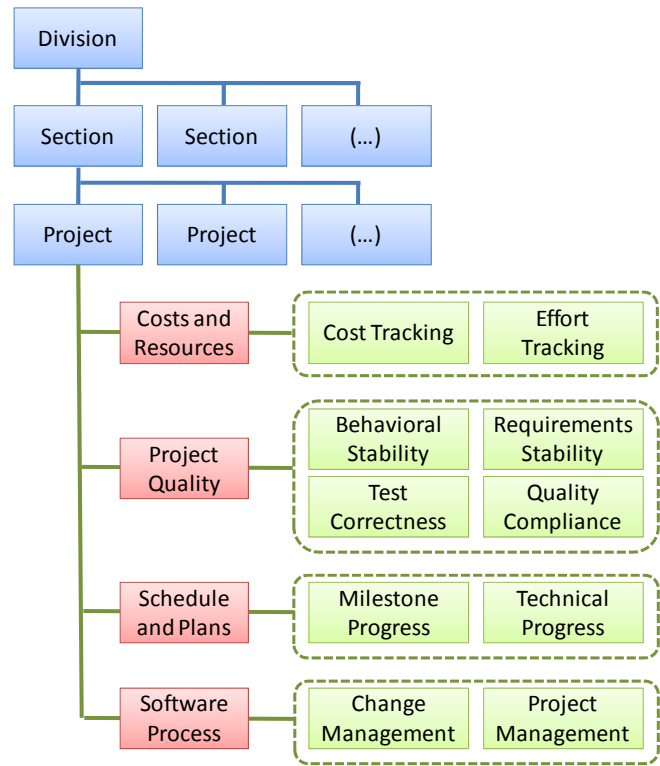 Division
Section
Section
(...)
Project
Project
(...)
Costs and
Resources
Cost Tracking
Effort
Tracking
Project
Quality
Behavioral
Stability
Requirements
Stability
Test
Correctness
Quality
Compliance
Schedule
and Plans
Milestone
Progress
Technical
Progress
Software
Process
Change
Management
Project
Management